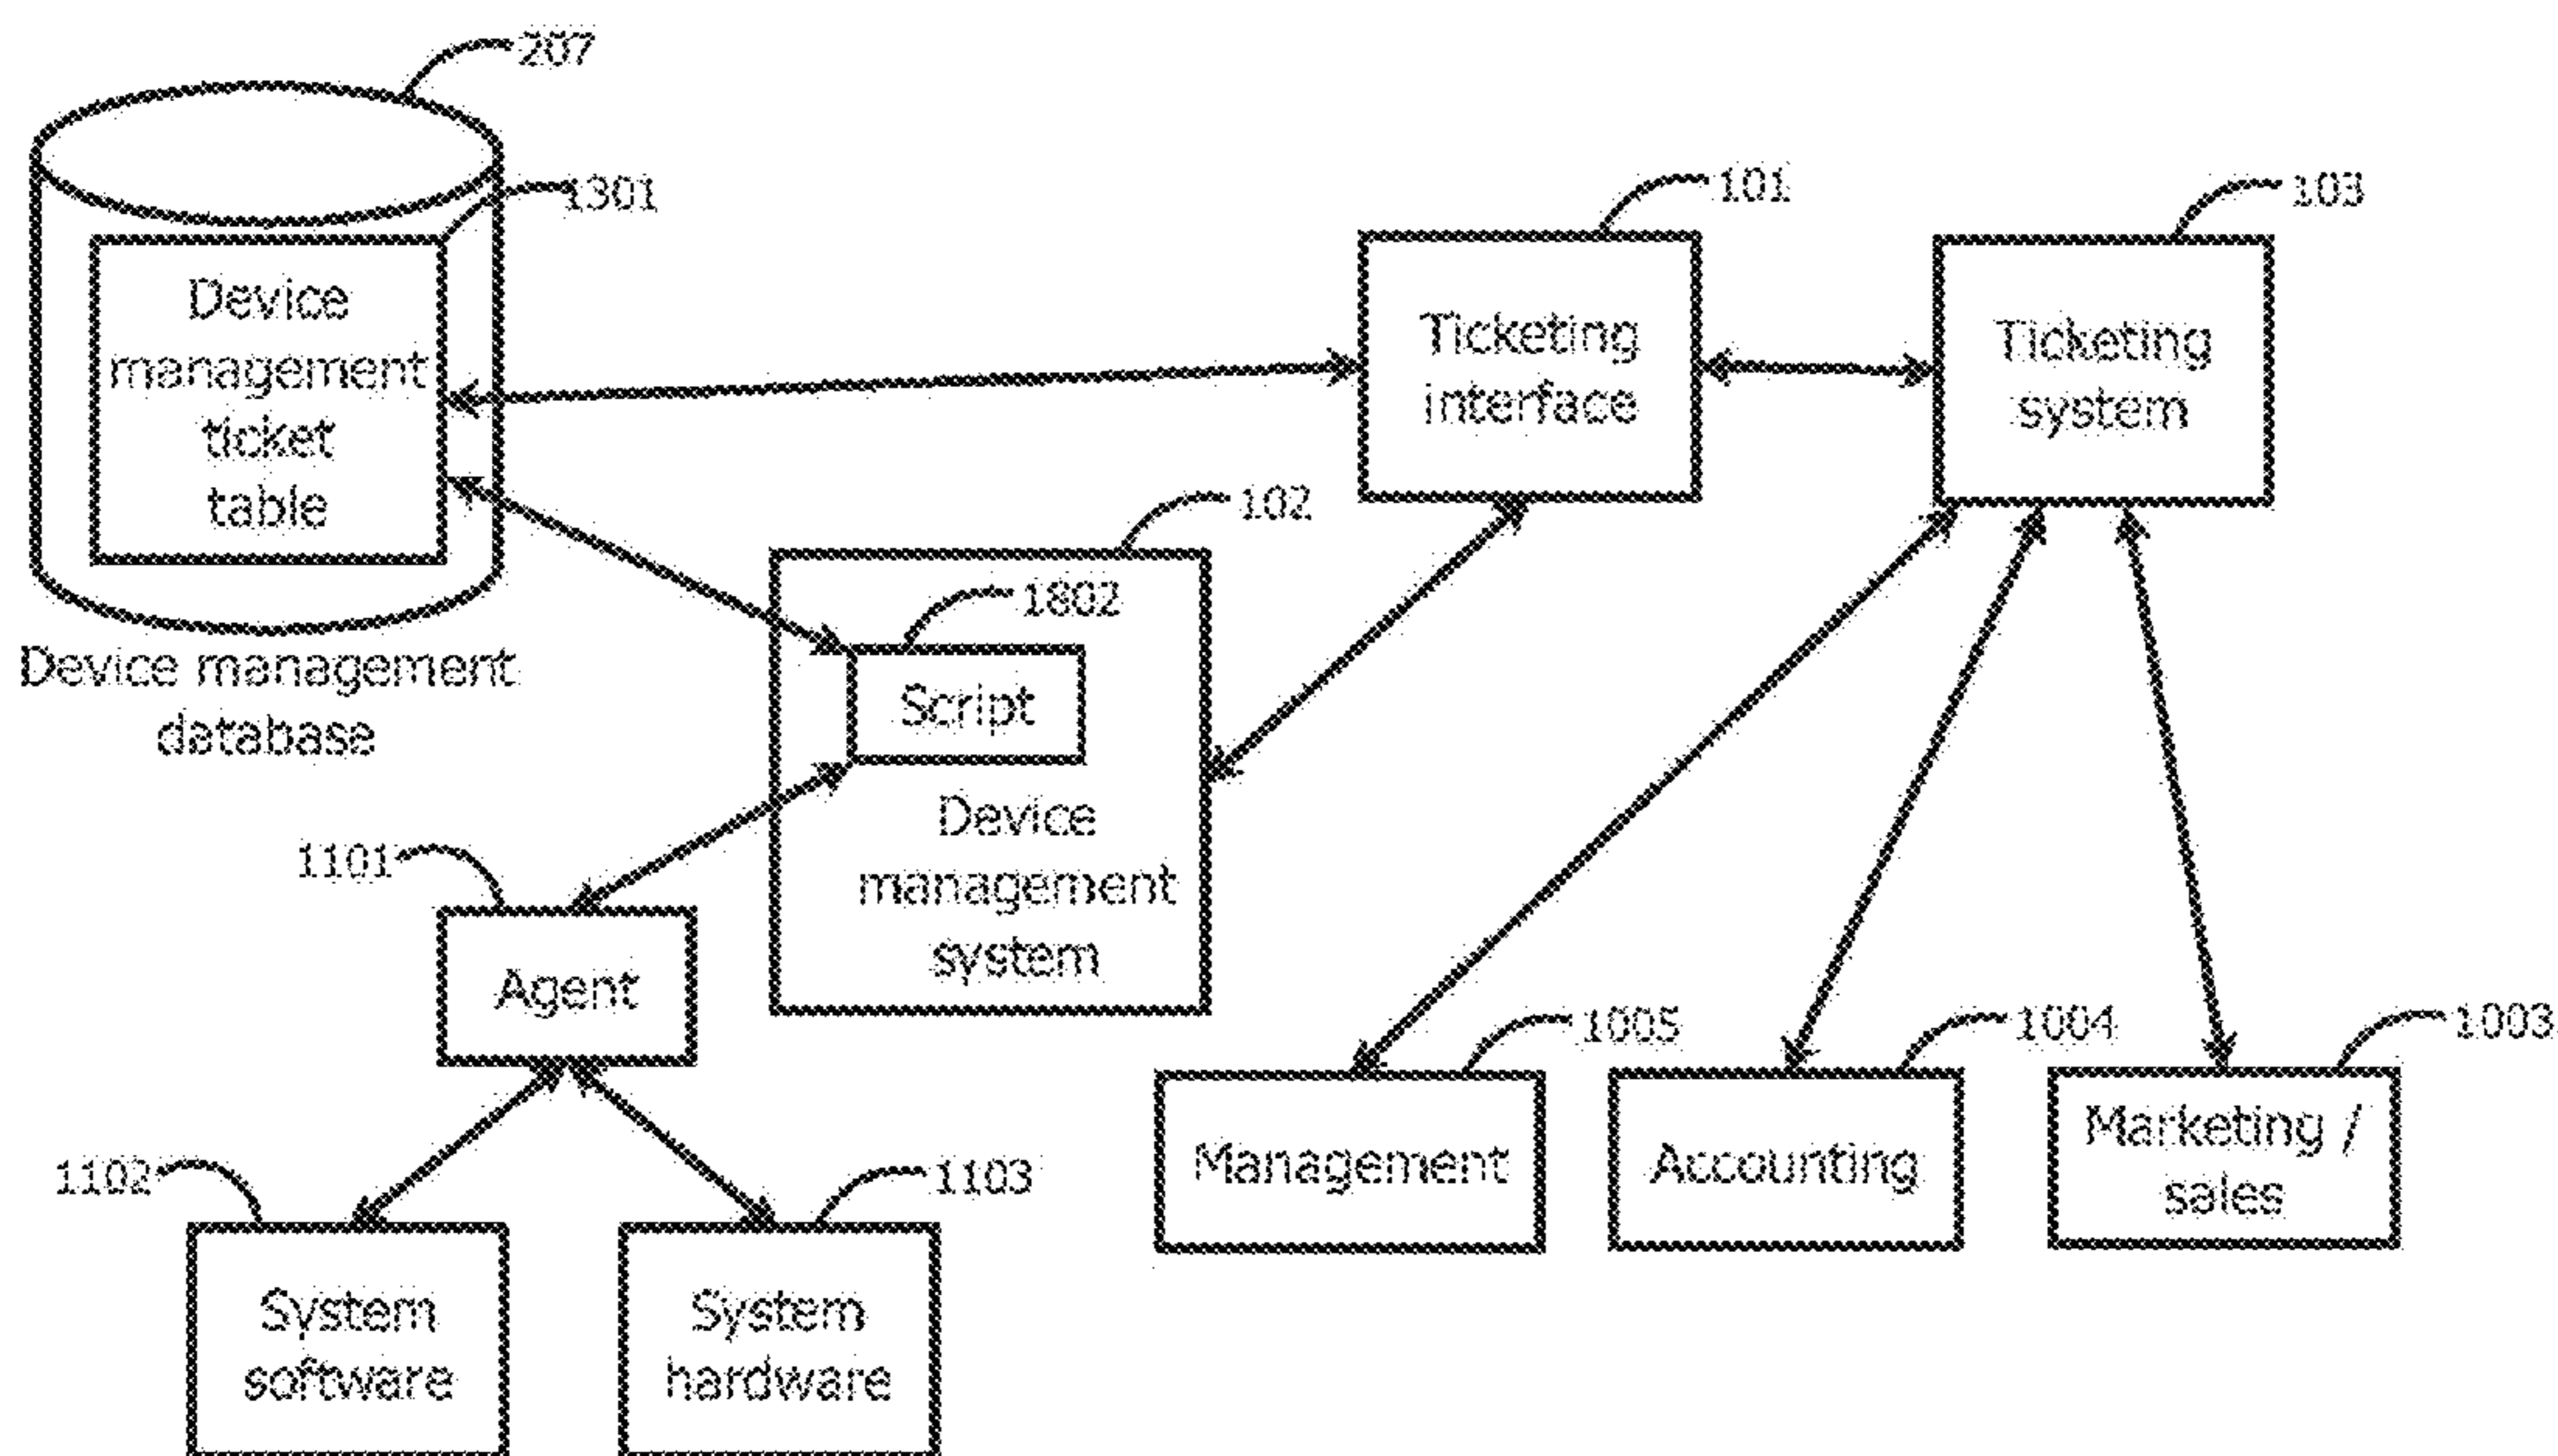 207
1301
Device
management
ticket
table
Device management
database
101
Ticketing
interface
103
Ticketing
system
102
1802
Script
Device
management
system
1101
Agent
1102
System
software
1103
System
hardware
1005
Management
1004
Accounting
1003
Marketing /
sales